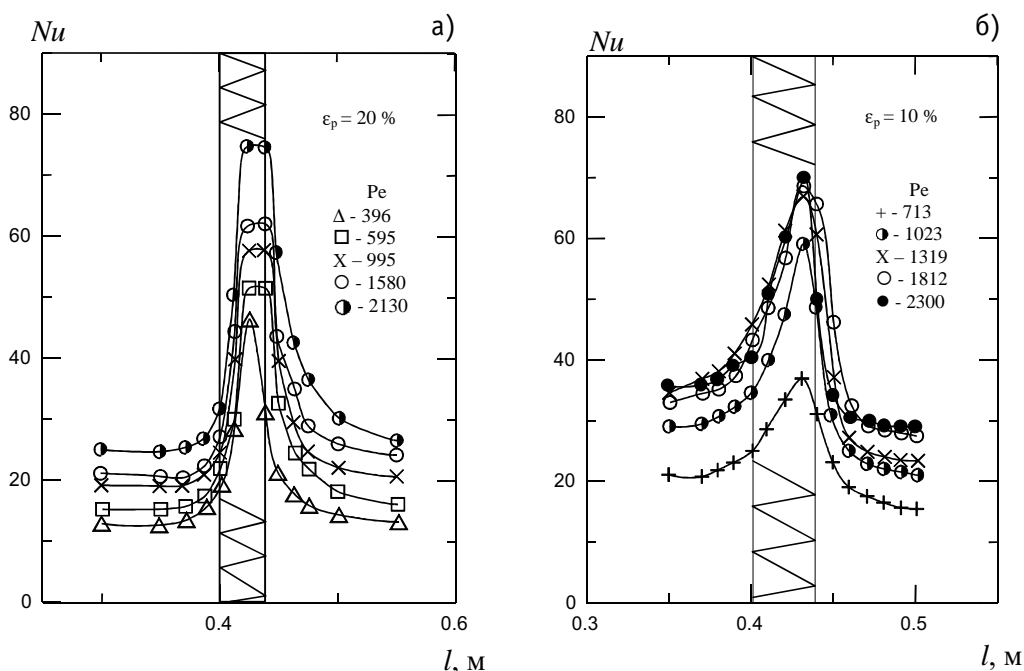 Nu
а)
80
60
40
20
0
0.4
0.6
l, м
εp = 20 %
Pe
Δ - 396
□ - 595
X - 995
○ - 1580
◑ - 2130
Nu
б)
80
60
40
20
0
0.3
0.4
0.5
l, м
εp = 10 %
Pe
+ - 713
◑ - 1023
X – 1319
○ - 1812
● - 2300